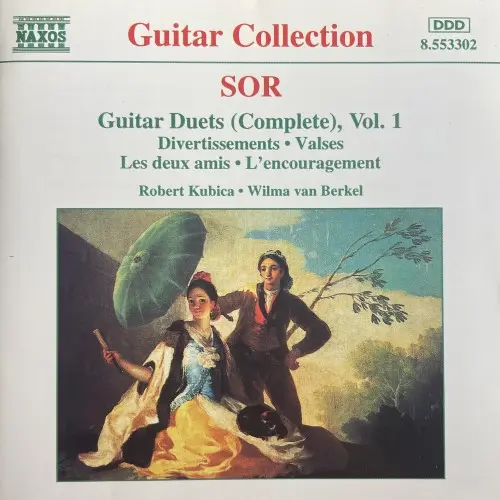 NAXOS
Guitar Collection
DDD
8.553302
SOR
Guitar Duets (Complete), Vol. 1
Divertissements • Valses
Les deux amis • L'encouragement
Robert Kubica • Wilma van Berkel